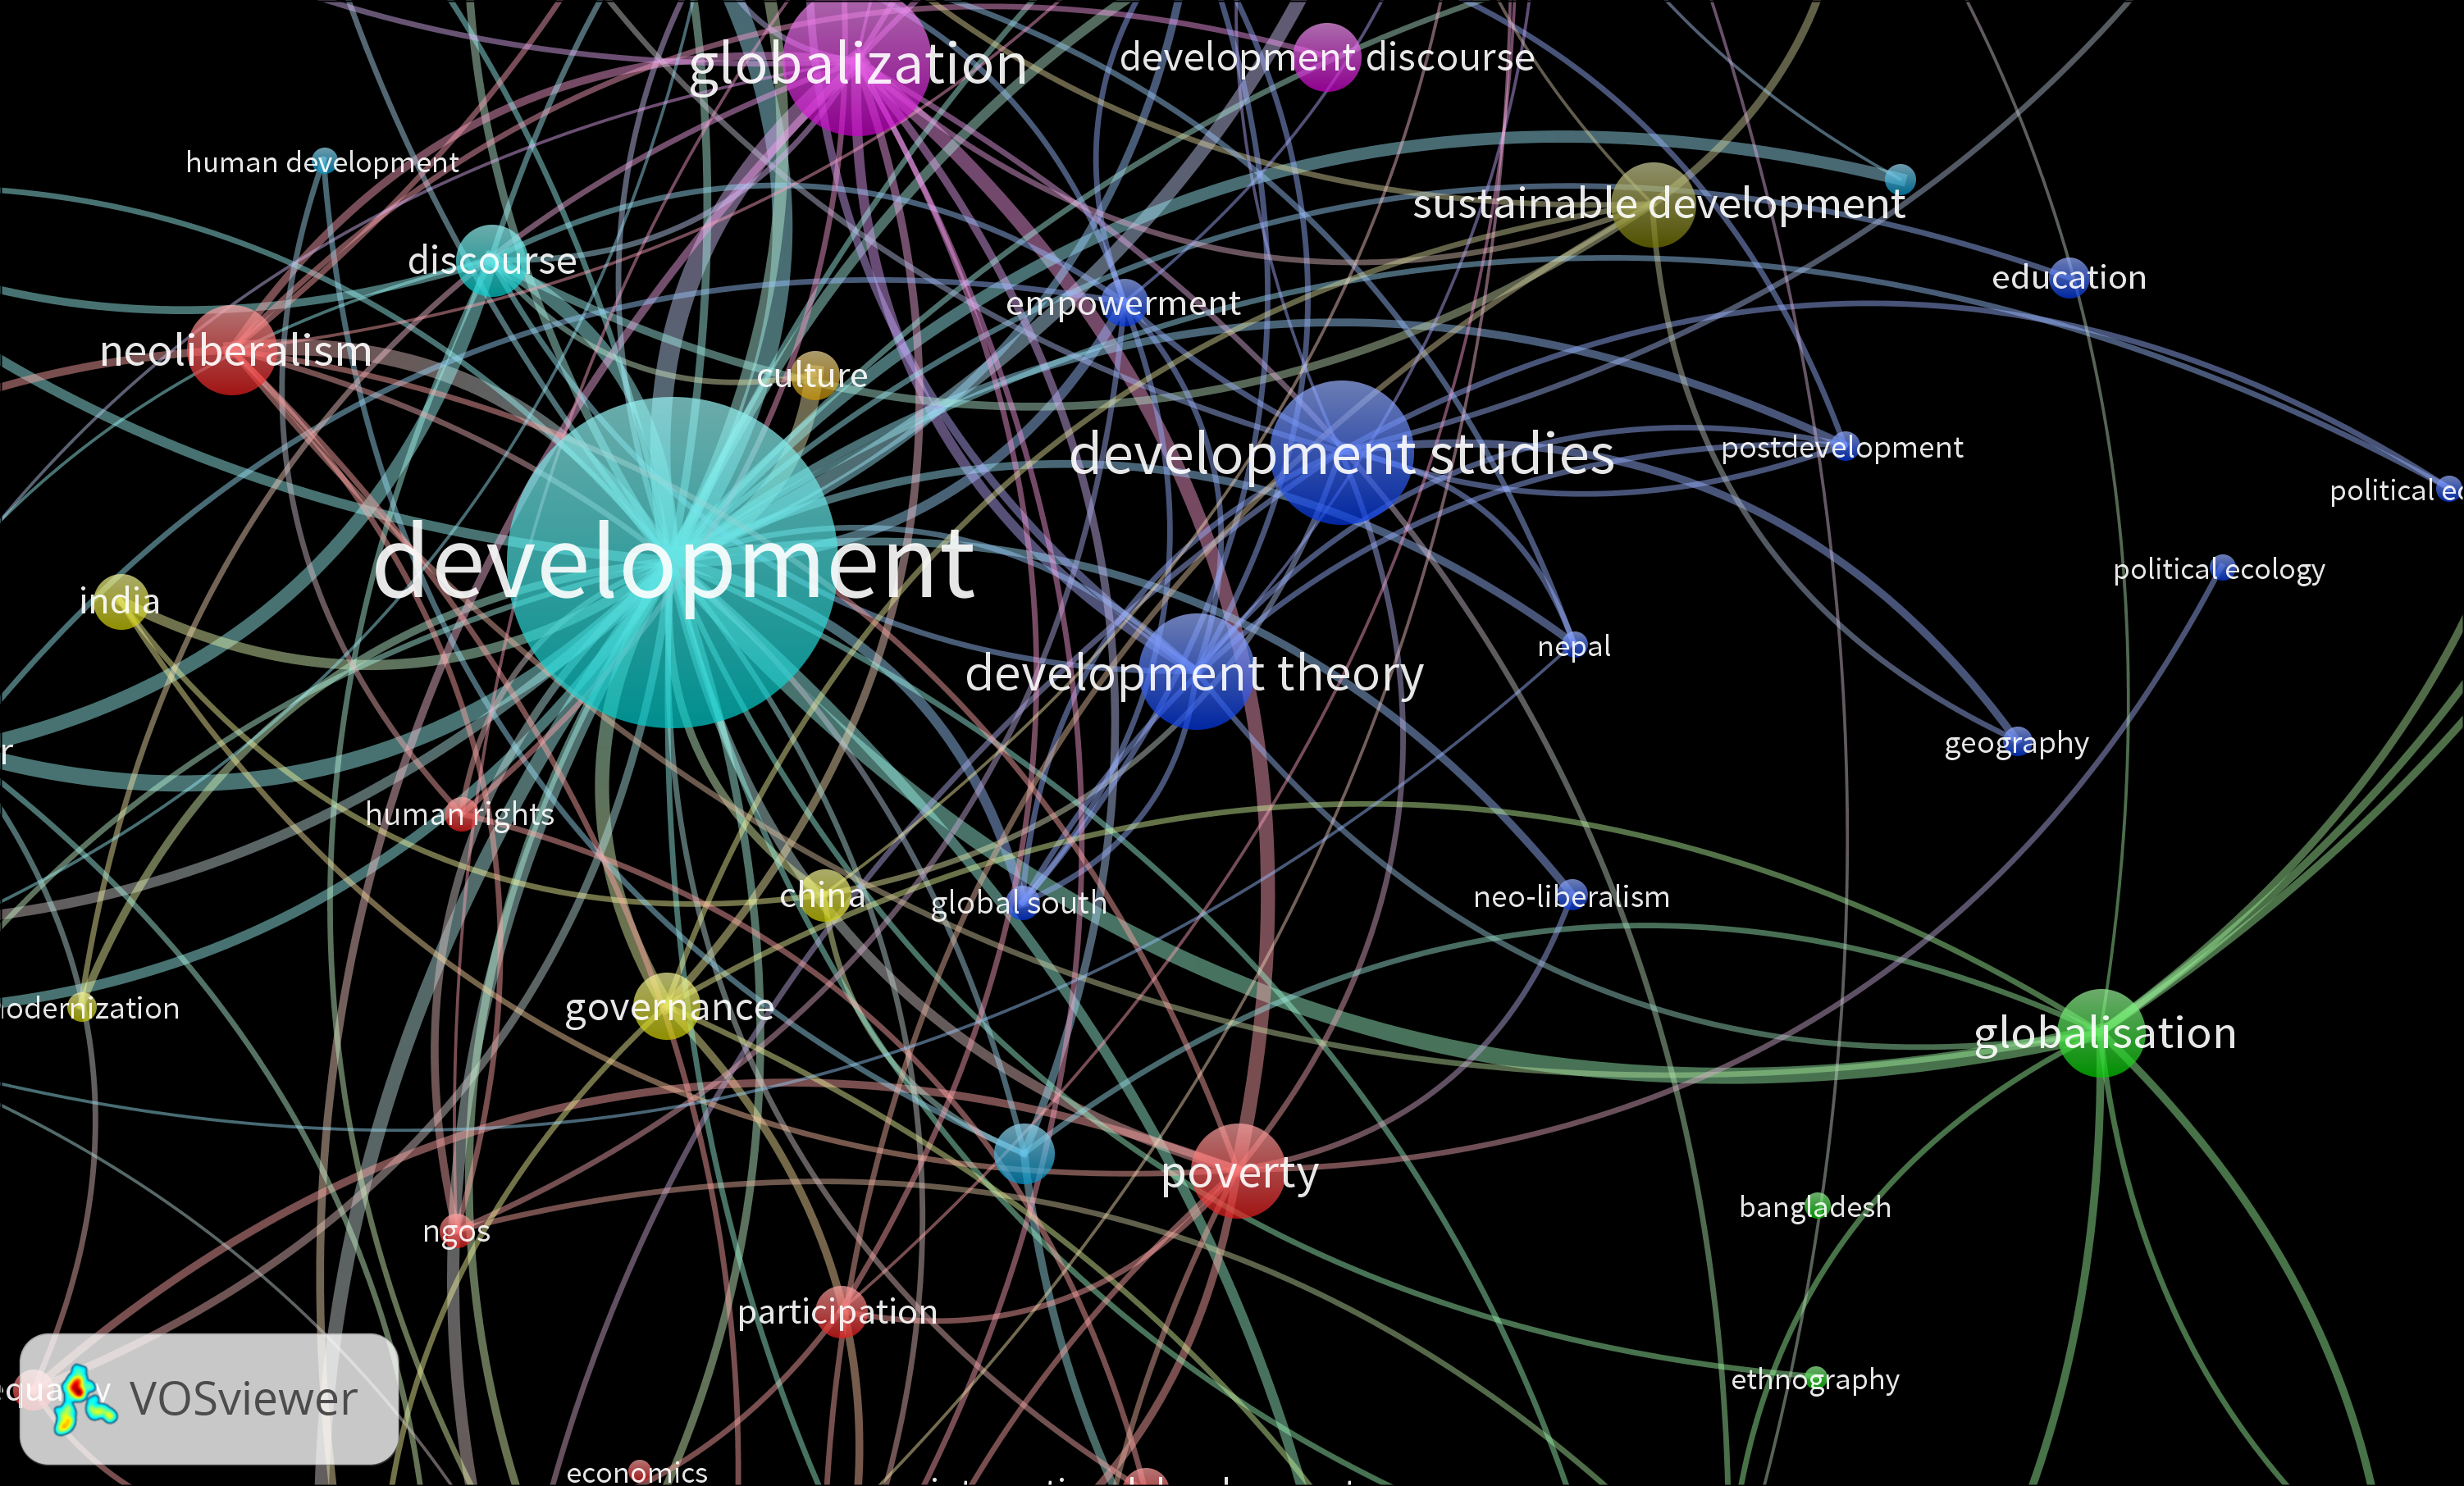 globalization
development discourse
human development
sustainable development
discourse
education
empowerment
neoliberalism
culture
development studies
postdevelopment
political
development
political ecology
india
nepal
development theory
geography
human rights
china
global south
neo-liberalism
governance
odernization
globalisation
poverty
bangladesh
ngos
participation
ethnography
VOSviewer
economics